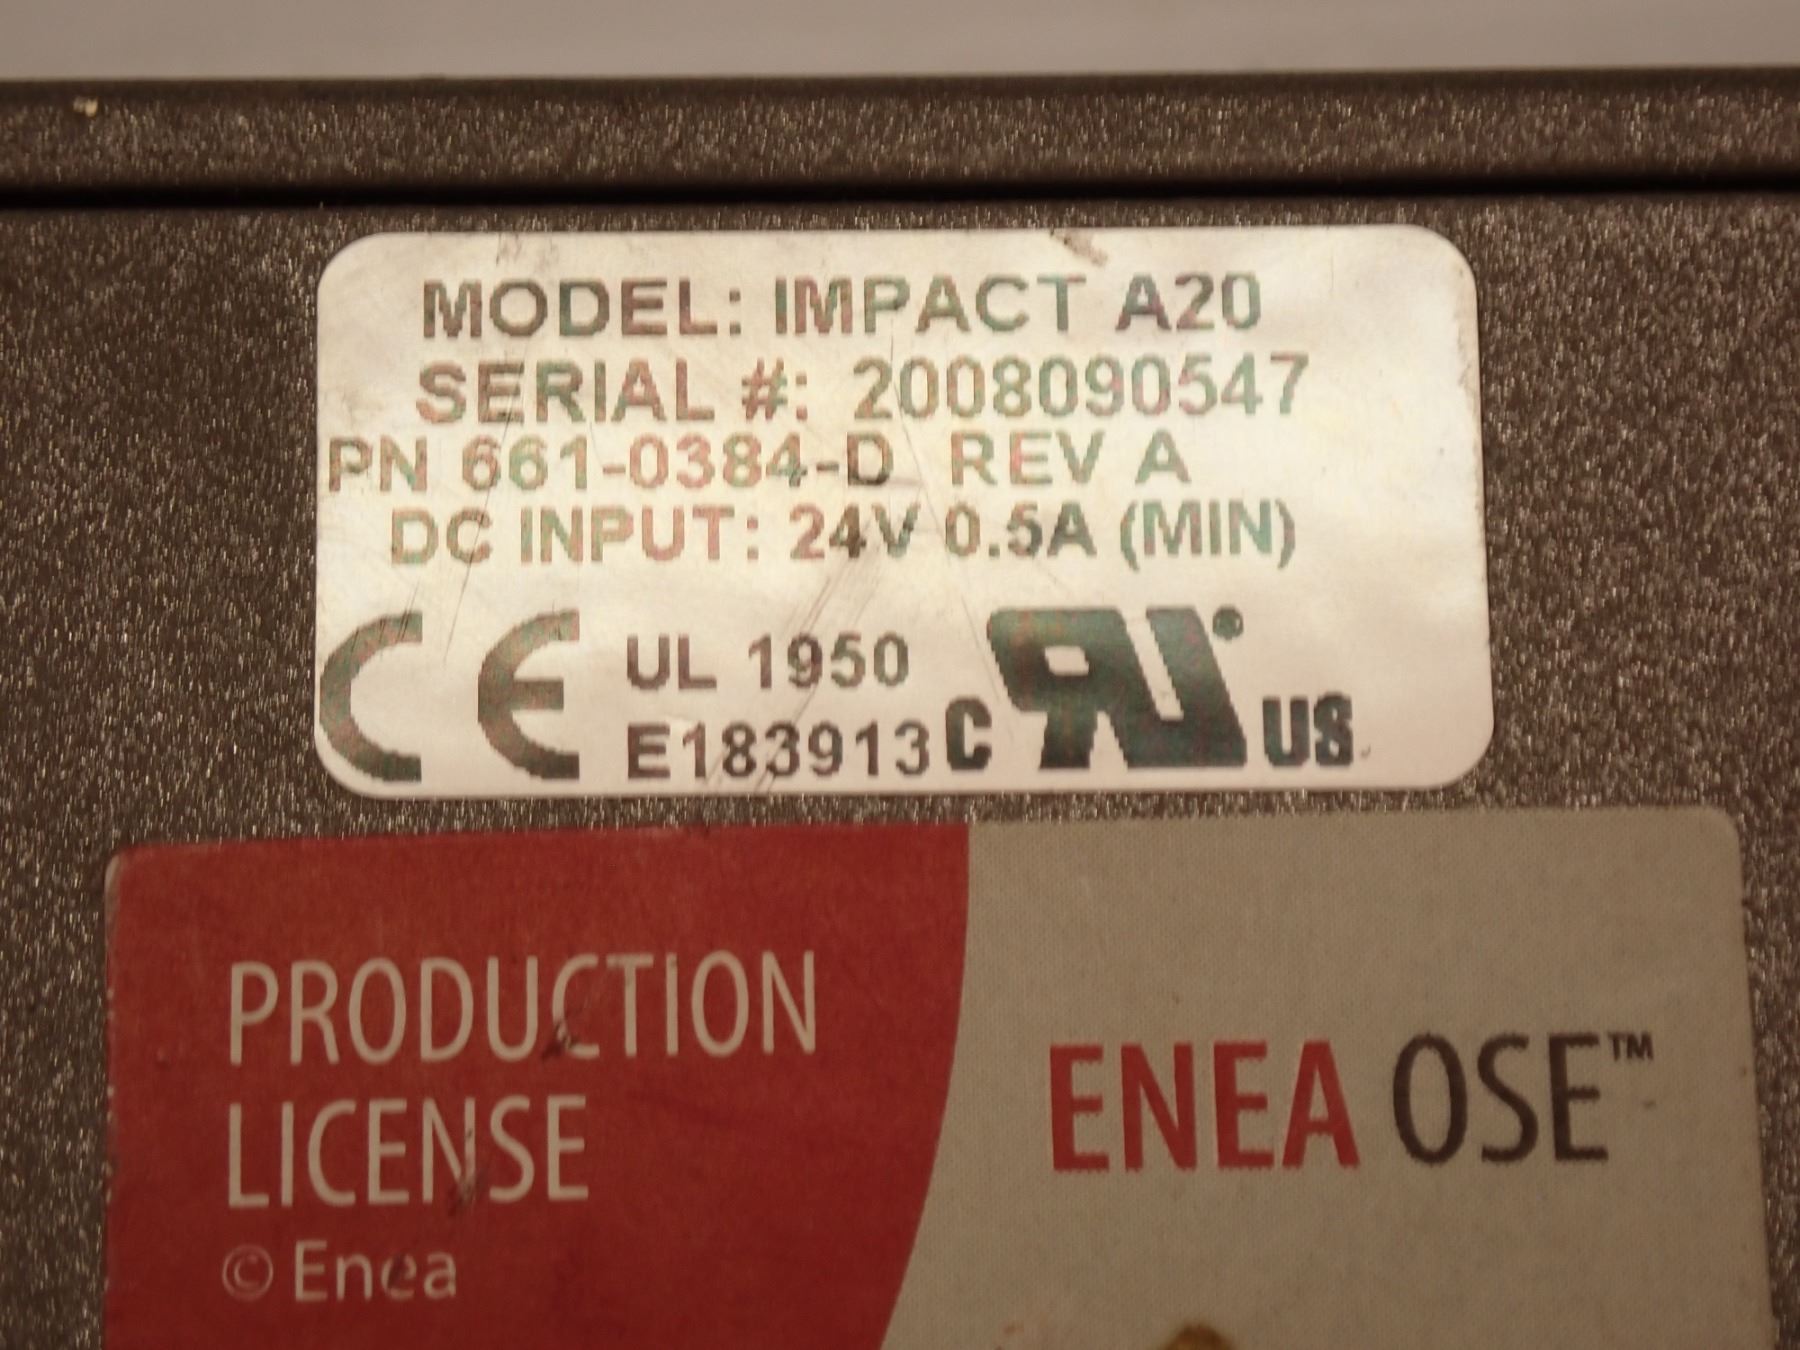 MODEL: IMPACT A20
SERIAL #: 2008090547
PN 661-0384-D REV A
DC INPUT: 24V 0.5A (MIN)
CE UL 1950
E183913 C RU® US
PRODUCTION
LICENSE
© Enea
ENEA OSE™